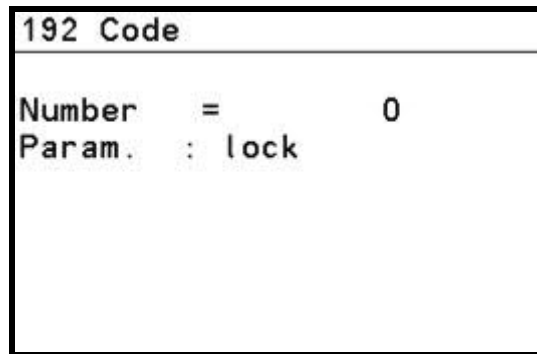 192 Code
Number = 0
Param. : lock